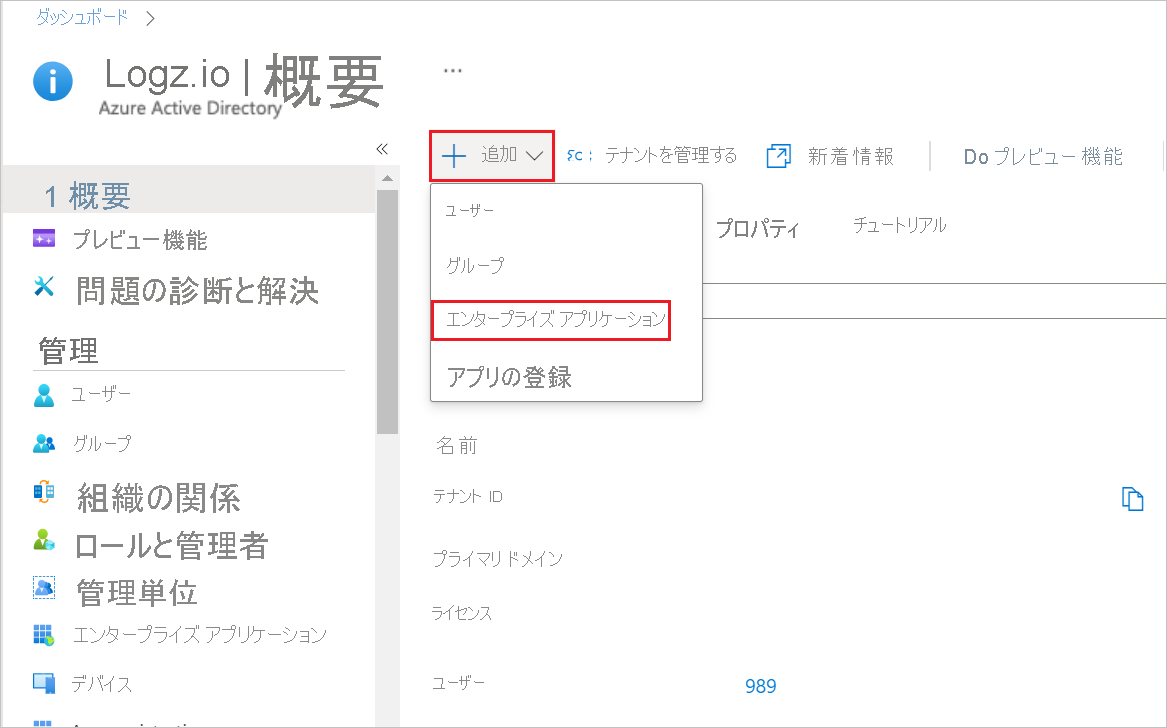 ダッシュボード
Logz.io | 概要 ...
Azure Active Directory
«
1 概要
プレビュー機能
問題の診断と解決
管理
ユーザー
グループ
組織の関係
ロールと管理者
管理単位
エンタープライズ アプリケーション
デバイス
追加 テナントを管理する 新着情報 Do プレビュー機能
ユーザー
グループ
エンタープライズ アプリケーション
アプリの登録
プロパティ チュートリアル
名前
テナント ID
プライマリ ドメイン
ライセンス
ユーザー 989